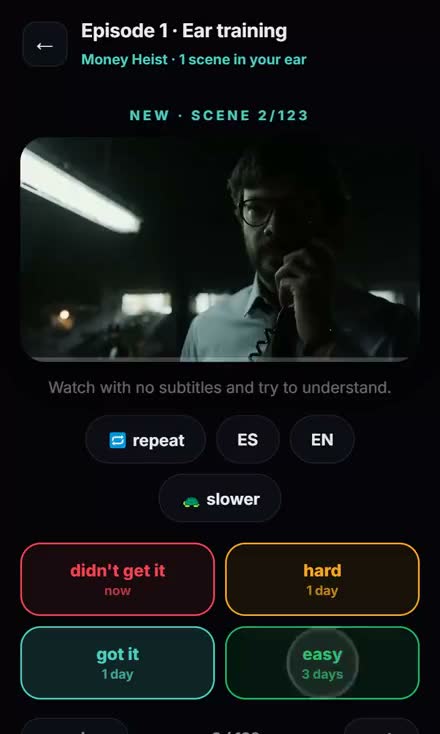 ←
Episode 1 · Ear training
Money Heist · 1 scene in your ear
NEW · SCENE 2/123
Watch with no subtitles and try to understand.
🔁 repeat ES EN
🐢 slower
didn't get it hard
now 1 day
got it easy
1 day 3 days